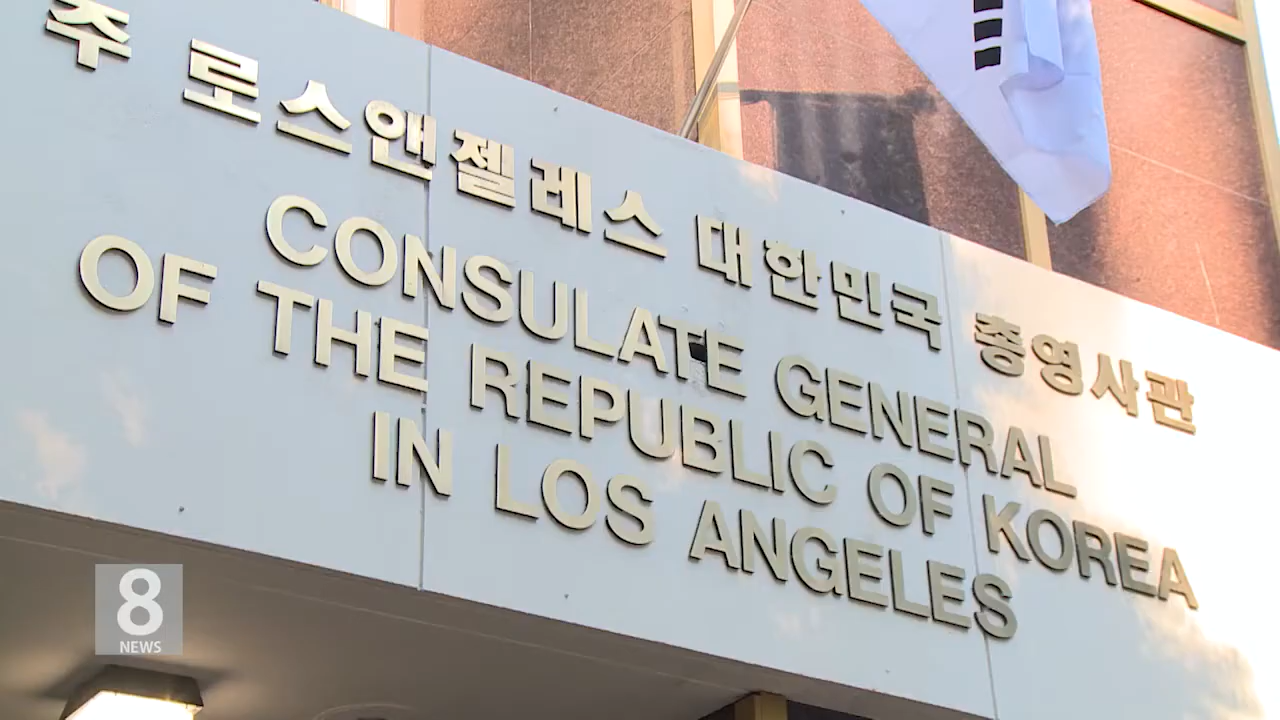 주 로스앤젤레스 대한민국 총영사관
CONSULATE GENERAL
OF THE REPUBLIC OF KOREA
IN LOS ANGELES
8
NEWS